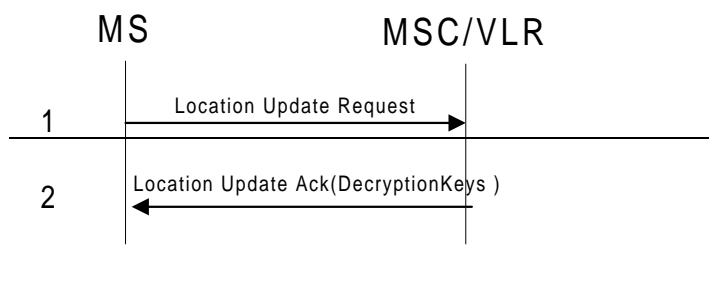 MS MSC/VLR
1 Location Update Request
2 Location Update Ack(DecryptionKeys )